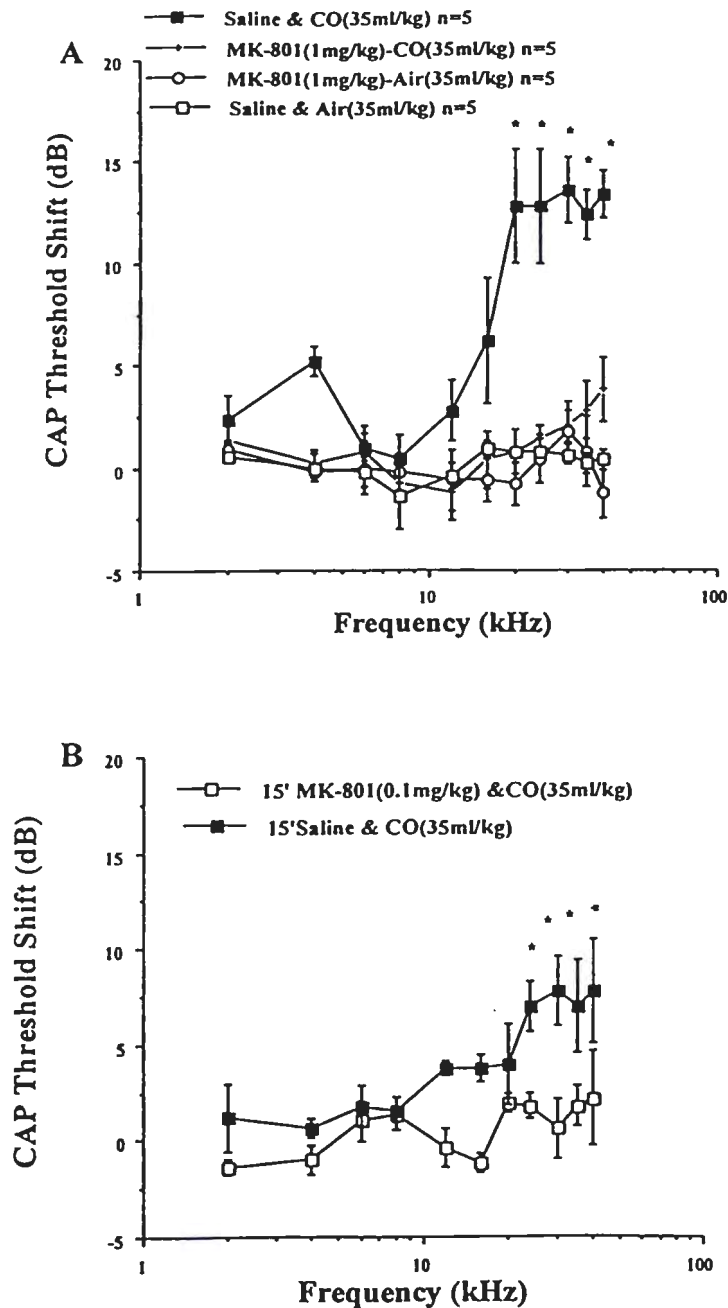 Saline & CO(35ml/kg) n=5
A
MK-801(1mg/kg)-CO(35ml/kg) n=5
MK-801(1mg/kg)-Air(35ml/kg) n=5
Saline & Air(35ml/kg) n=5
20
* * * * *
15
10
5
0
-5
CAP Threshold Shift (dB)
1
10
100
Frequency (kHz)
B
20
15' MK-801(0.1mg/kg) &CO(35ml/kg)
15'Saline & CO(35ml/kg)
15
* * * *
10
5
0
-5
CAP Threshold Shift (dB)
1
10
100
Frequency (kHz)